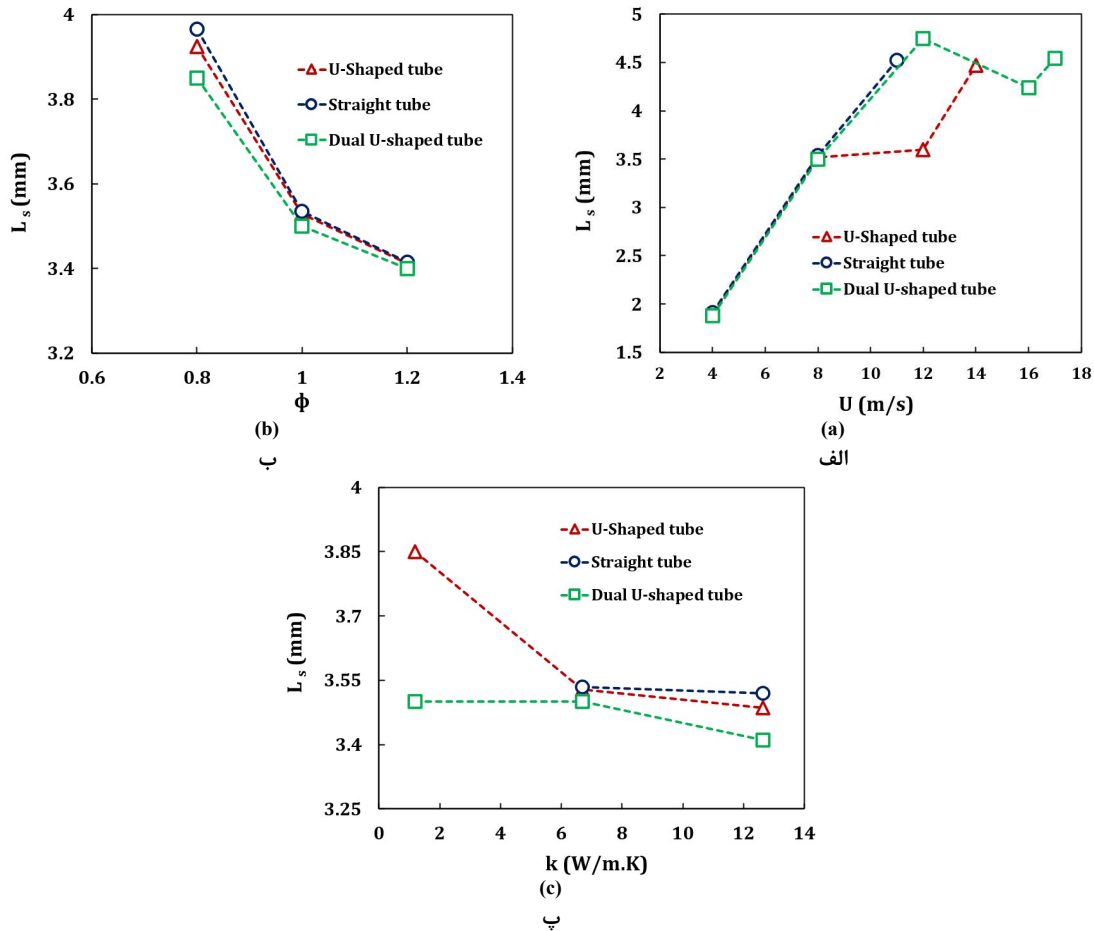 4
3.8
3.6
3.4
3.2
0.6
0.8
1
1.2
1.4
L s (mm)
ϕ
U-Shaped tube
Straight tube
Dual U-shaped tube
(b)
ب
5
4.5
4
3.5
3
2.5
2
1.5
2
4
6
8
10
12
14
16
18
L s (mm)
U (m/s)
U-Shaped tube
Straight tube
Dual U-shaped tube
(a)
الف
4
3.85
3.7
3.55
3.4
3.25
0
2
4
6
8
10
12
14
L s (mm)
k (W/m.K)
U-Shaped tube
Straight tube
Dual U-shaped tube
(c)
پ